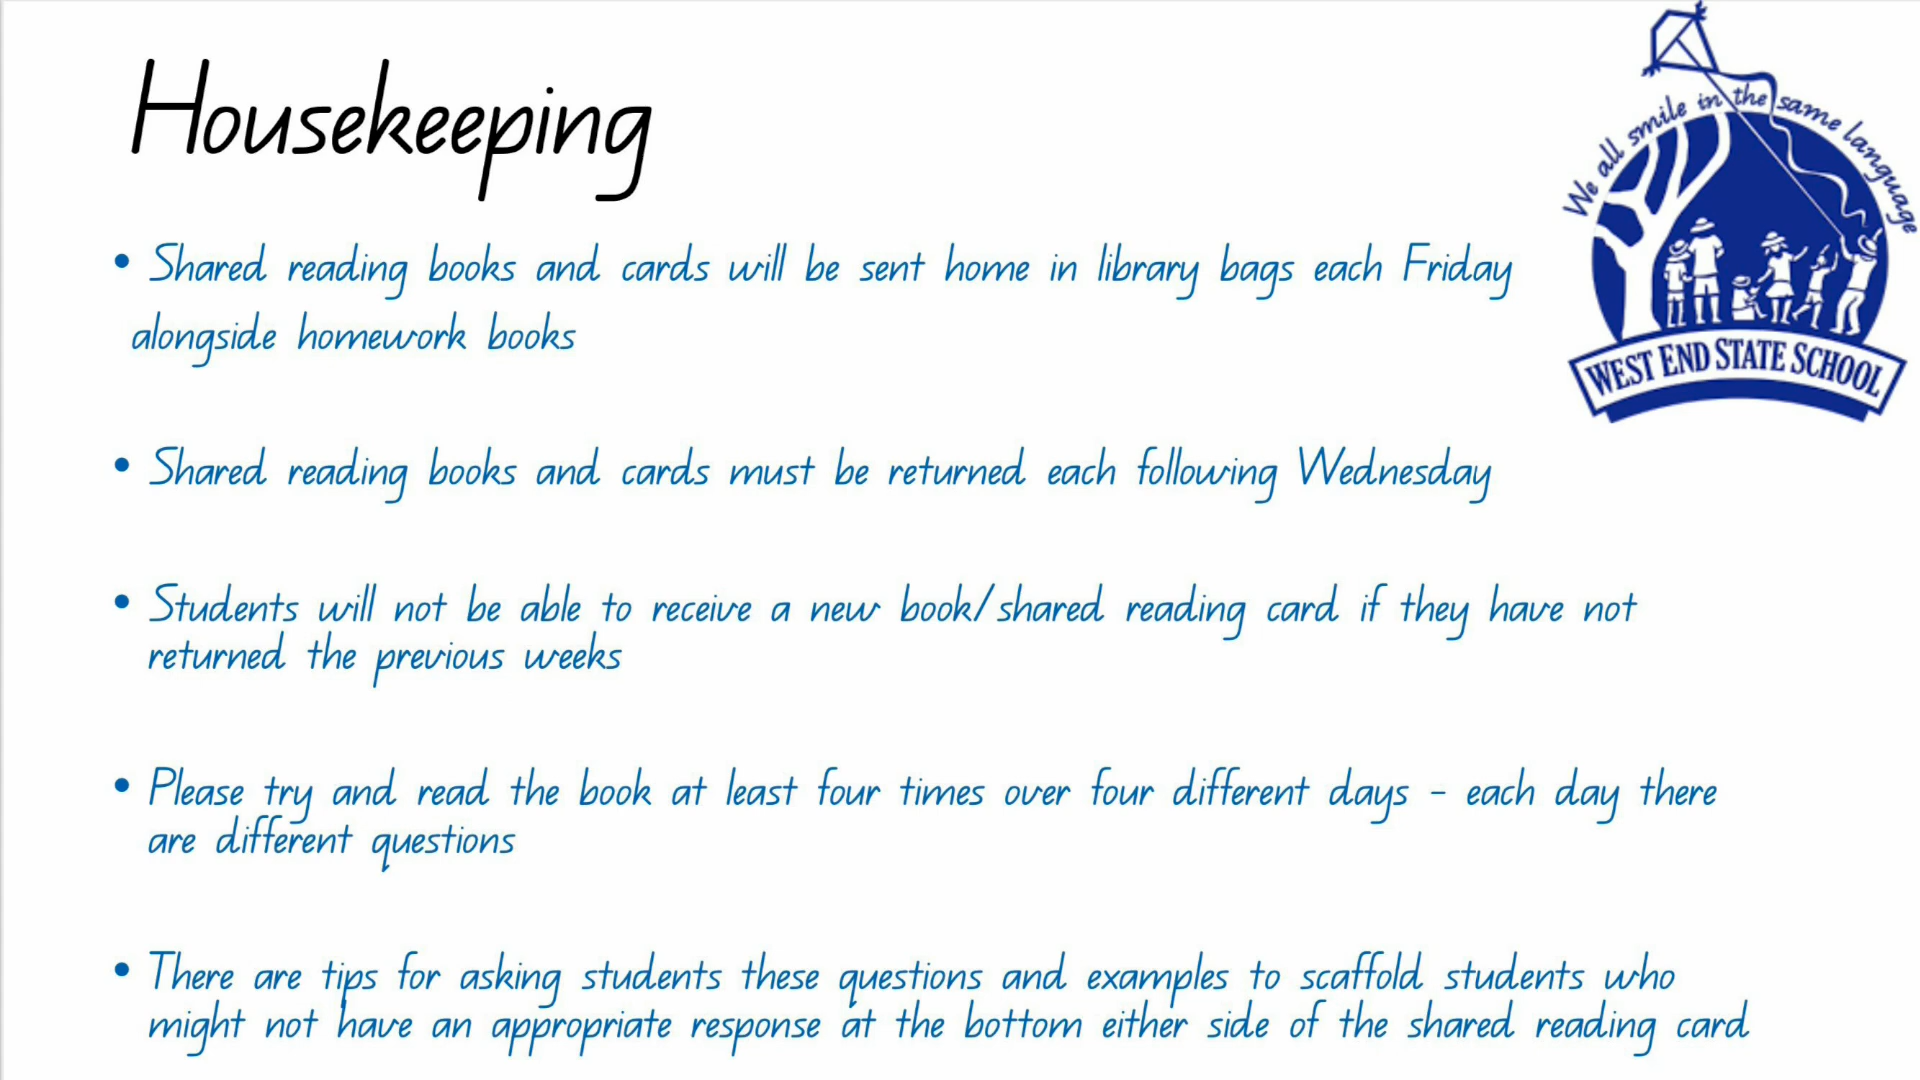 Housekeeping
We all smile in the same language
WEST END STATE SCHOOL
• Shared reading books and cards will be sent home in library bags each Friday
alongside homework books
• Shared reading books and cards must be returned each following Wednesday
• Students will not be able to receive a new book/shared reading card if they have not
returned the previous weeks
• Please try and read the book at least four times over four different days - each day there
are different questions
• There are tips for asking students these questions and examples to scaffold students who
might not have an appropriate response at the bottom either side of the shared reading card